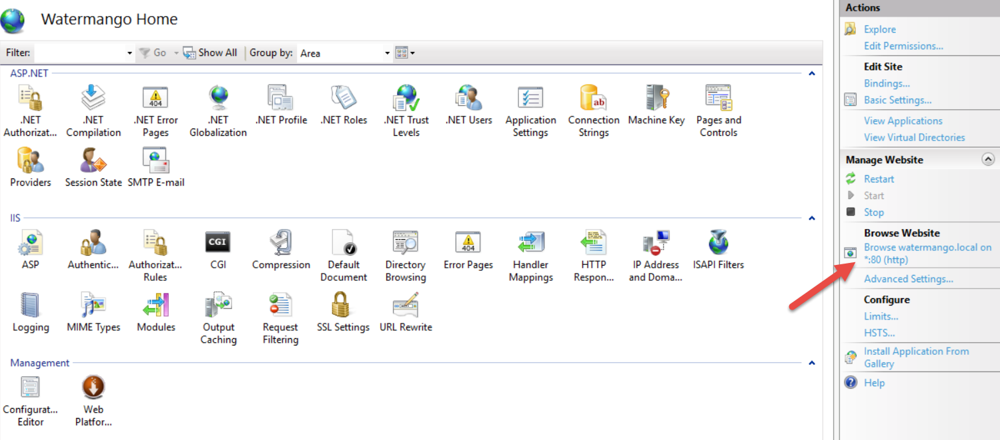 Watermango Home
Filter:
Go
Show All
Group by:
Area
ASP.NET
.NET Authorizat...
.NET Compilation
.NET Error Pages
.NET Globalization
.NET Profile
.NET Roles
.NET Trust Levels
.NET Users
Application Settings
Connection Strings
Machine Key
Pages and Controls
Providers
Session State
SMTP E-mail
IIS
ASP
Authentic...
Authorizat... Rules
CGI
Compression
Default Document
Directory Browsing
Error Pages
Handler Mappings
HTTP Respon...
IP Address and Doma...
ISAPI Filters
Logging
MIME Types
Modules
Output Caching
Request Filtering
SSL Settings
URL Rewrite
Management
Configurat... Editor
Web Platfor...
Actions
Explore
Edit Permissions...
Edit Site
Bindings...
Basic Settings...
View Applications
View Virtual Directories
Manage Website
Restart
Start
Stop
Browse Website
Browse watermango.local on
*:80 (http)
Advanced Settings...
Configure
Limits...
HSTS...
Install Application From
Gallery
Help